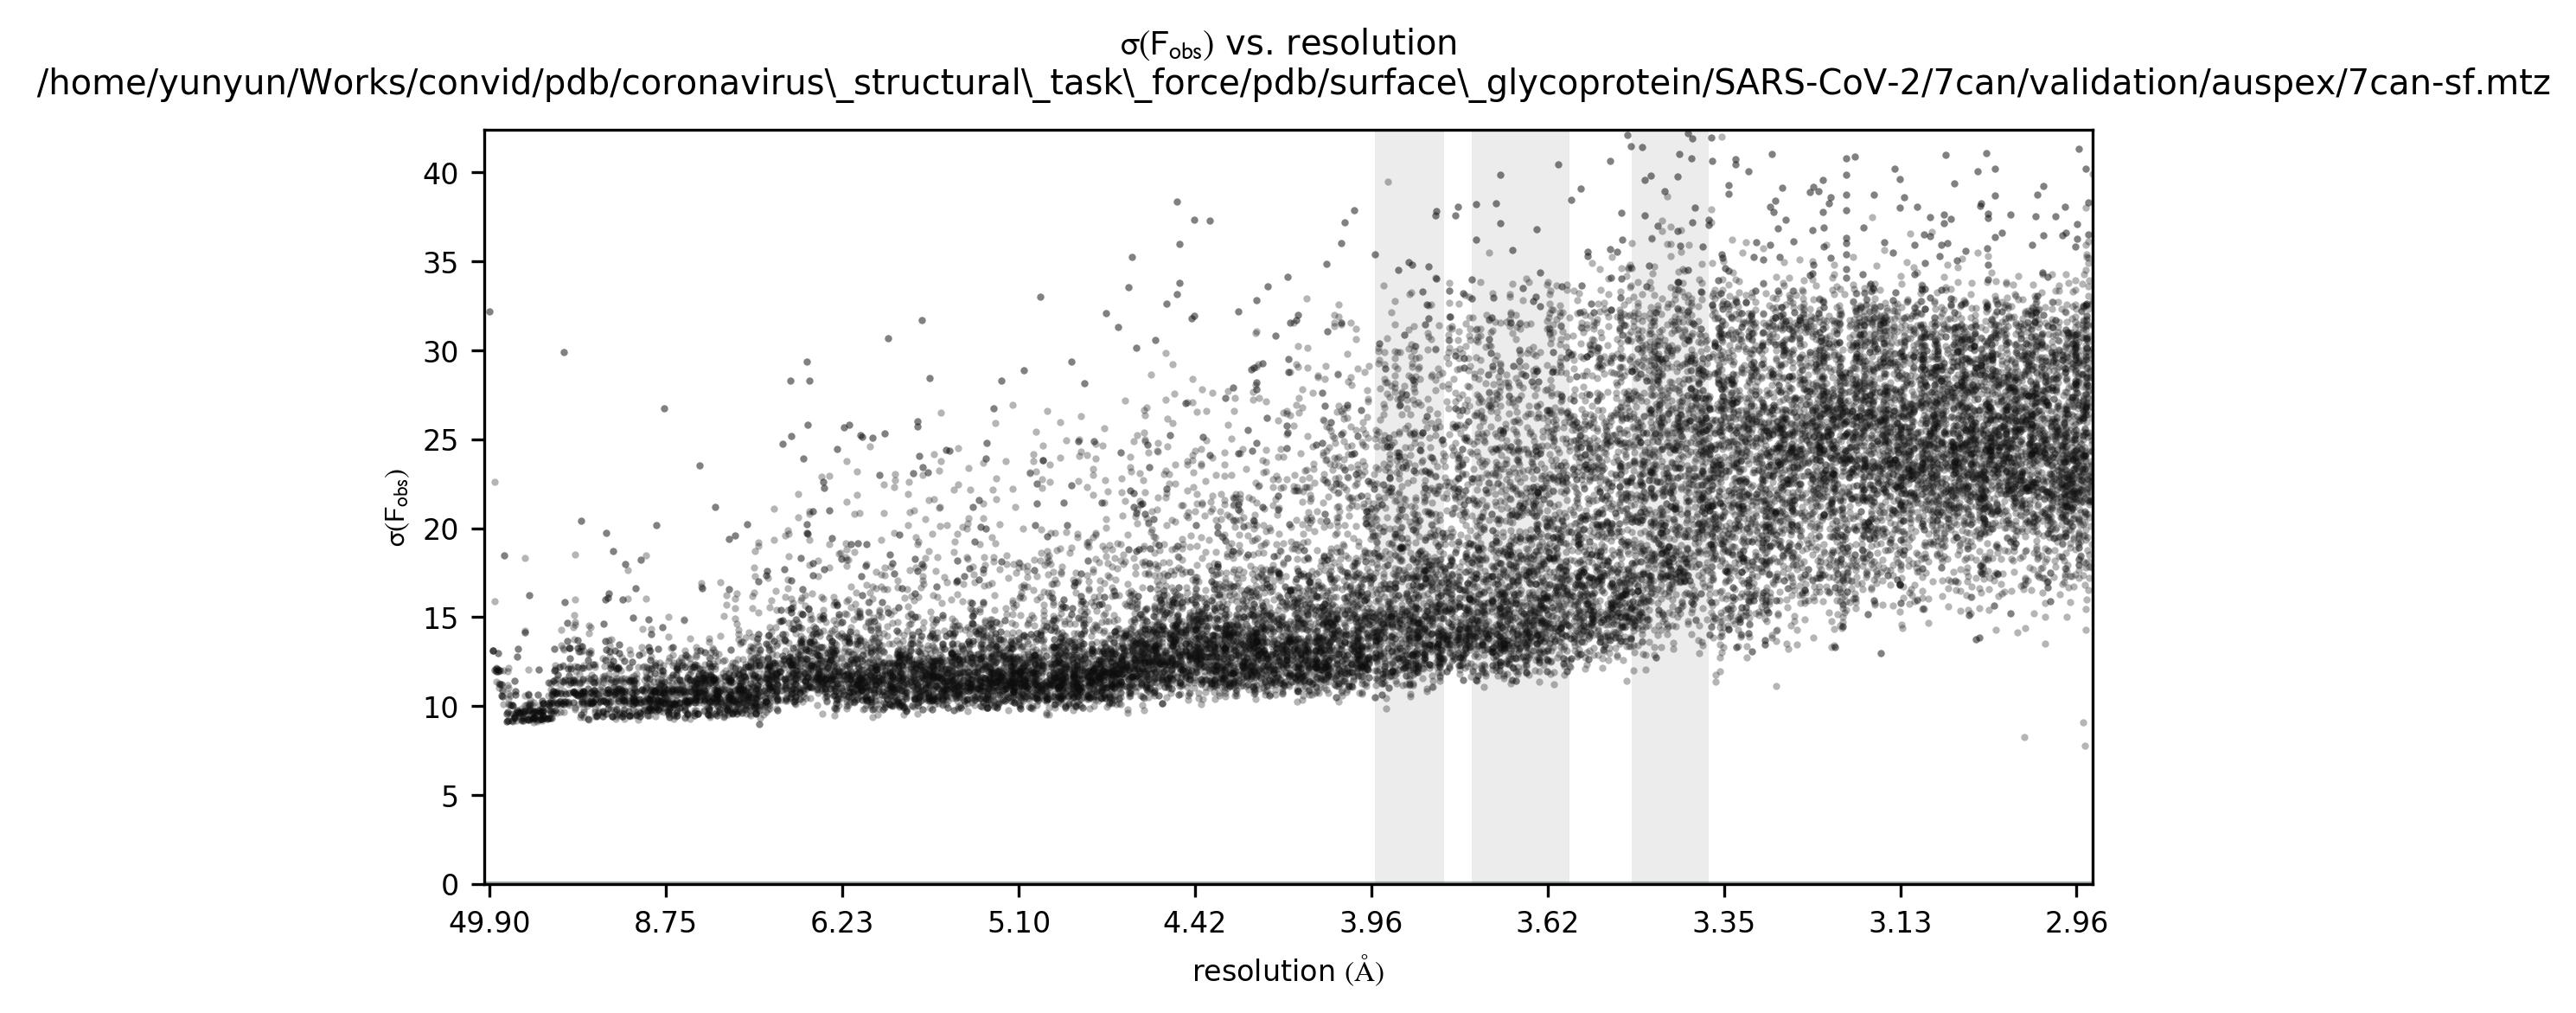 σ(Fobs) vs. resolution
/home/yunyun/Works/convid/pdb/coronavirus\_structural\_task\_force/pdb/surface\_glycoprotein/SARS-CoV-2/7can/validation/auspex/7can-sf.mtz
σ(Fobs)
40
35
30
25
20
15
10
5
0
49.90 8.75 6.23 5.10 4.42 3.96 3.62 3.35 3.13 2.96
resolution (Å)